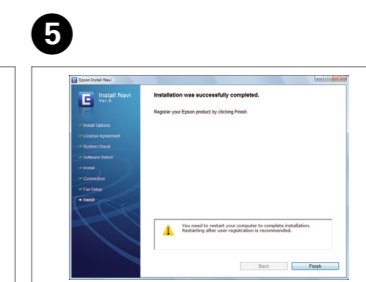 5
Epson Install Navi
E Install Navi
Ver. 3
Installation was successfully completed.
Register your Epson product by clicking Finish.
Install Options
License Agreement
System Check
Software Select
Install
Connection
Fax Setup
Finish
You need to restart your computer to complete installation.
Restarting after user registration is recommended.
Back
Finish